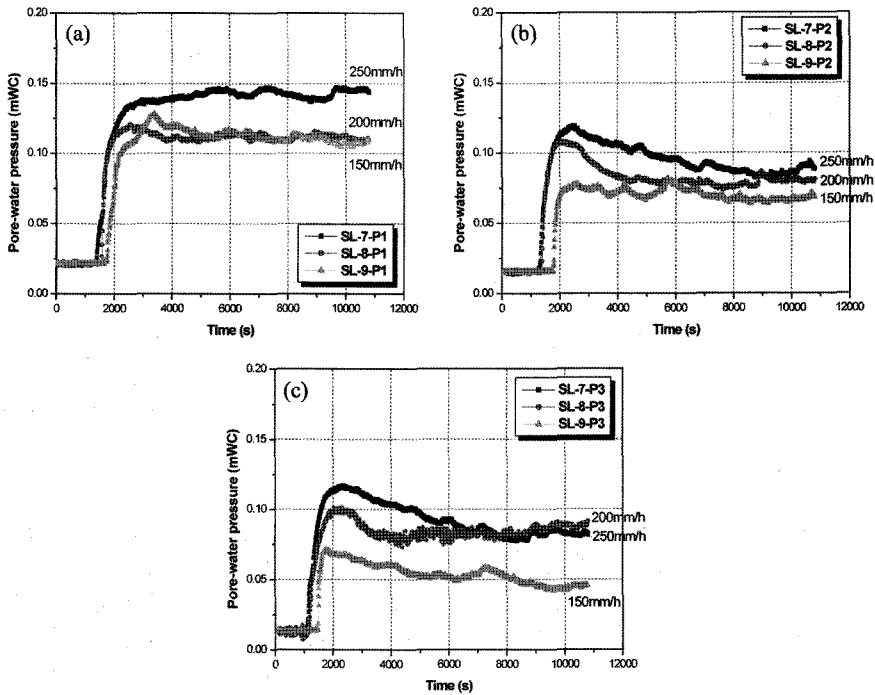 (a)
Pore-water pressure (mWC)
0.20
0.15
0.10
0.05
0.00
250mm/h
200mm/h
150mm/h
SL-7-P1
SL-8-P1
SL-9-P1
0 2000 4000 6000 8000 10000 12000
Time (s)
(b)
Pore-water pressure (mWC)
0.20
0.15
0.10
0.05
0.00
SL-7-P2
SL-8-P2
SL-9-P2
250mm/h
200mm/h
150mm/h
0 2000 4000 6000 8000 10000 12000
Time (s)
(c)
Pore-water pressure (mWC)
0.20
0.15
0.10
0.05
0.00
SL-7-P3
SL-8-P3
SL-9-P3
200mm/h
250mm/h
150mm/h
0 2000 4000 6000 8000 10000 12000
Time (s)